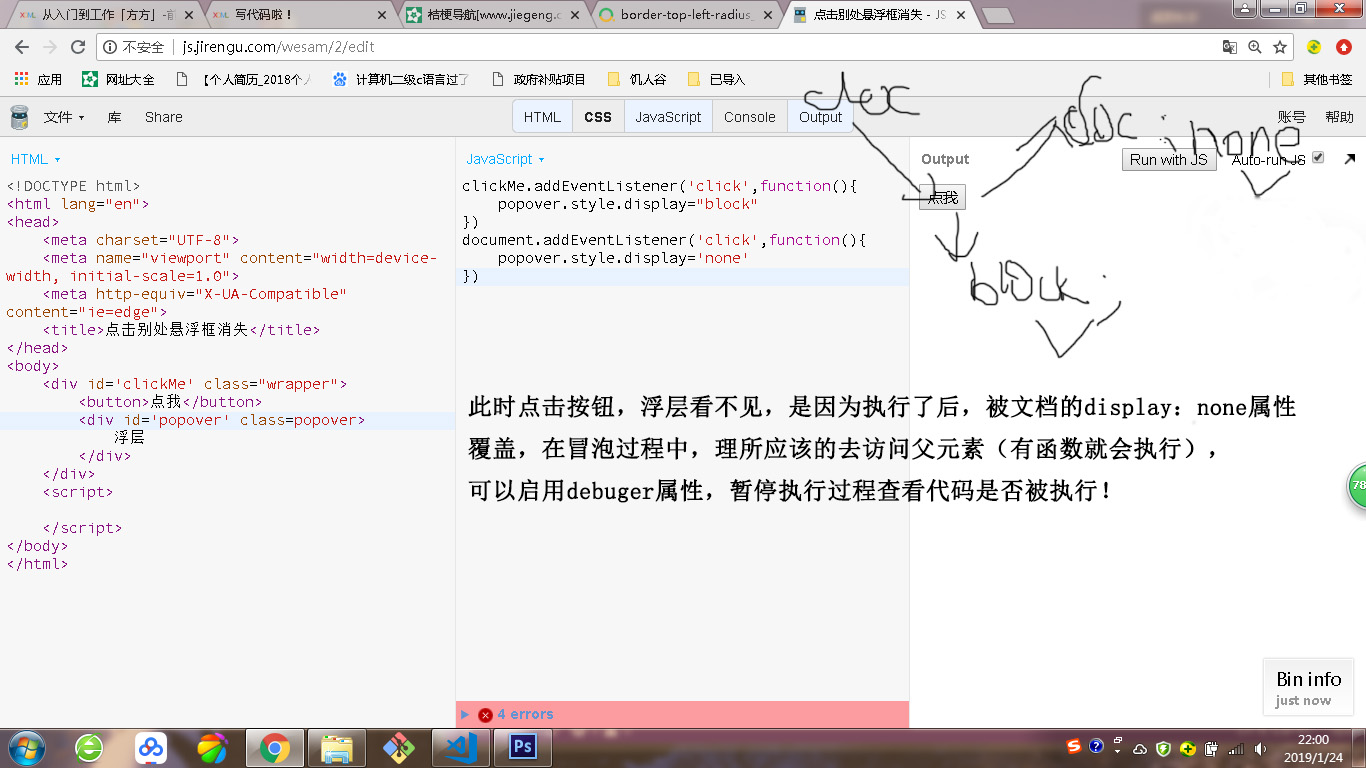 从入门到工作「方方」-前
写代码啦！
桔梗导航[www.jiegeng.c
border-top-left-radius_
点击别处悬浮框消失 - JS
不安全 | js.jirengu.com/wesam/2/edit
应用
网址大全
【个人简历_2018个人
计算机二级c语言过了
政府补贴项目
饥人谷
已导入
其他书签
文件
库
Share
HTML
CSS
JavaScript
Console
Output
账号
帮助
doc : none
HTML
<!DOCTYPE html>
<html lang="en">
<head>
<meta charset="UTF-8">
<meta name="viewport" content="width=device-
width, initial-scale=1.0">
<meta http-equiv="X-UA-Compatible"
content="ie=edge">
<title>点击别处悬浮框消失</title>
</head>
<body>
<div id='clickMe' class="wrapper">
<button>点我</button>
<div id='popover' class=popover>
浮层
</div>
</div>
<script>
</script>
</body>
</html>
JavaScript
clickMe.addEventListener('click',function(){
popover.style.display="block"
})
document.addEventListener('click',function(){
popover.style.display='none'
})
Output
Run with JS
Auto-run JS
点我
block ;
此时点击按钮，浮层看不见，是因为执行了后，被文档的display：none属性
覆盖，在冒泡过程中，理所应该的去访问父元素（有函数就会执行），
可以启用debuger属性，暂停执行过程查看代码是否被执行！
78
4 errors
Bin info
just now
Ps
22:00
2019/1/24